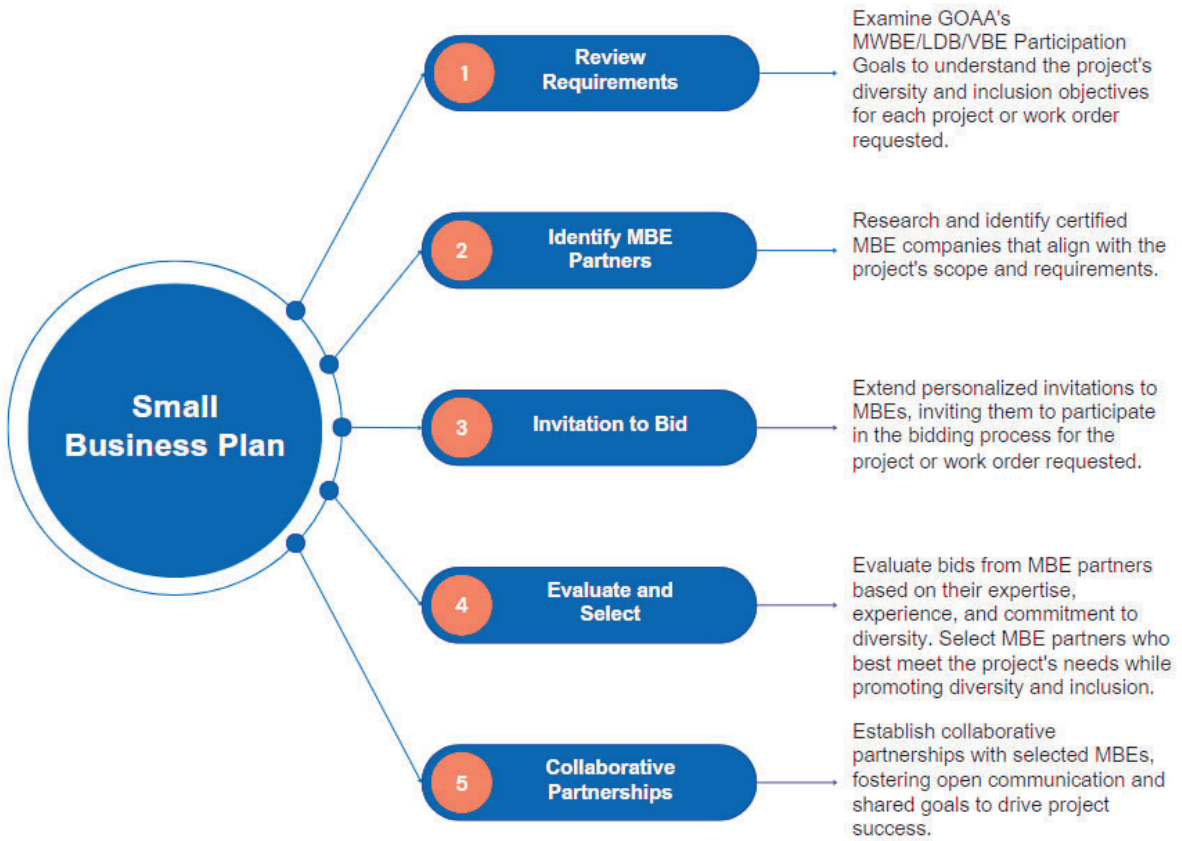 Small
Business Plan
1
Review
Requirements
Examine GOAA's
MWBE/LDB/VBE Participation
Goals to understand the project's
diversity and inclusion objectives
for each project or work order
requested.
2
Identify MBE
Partners
Research and identify certified
MBE companies that align with the
project's scope and requirements.
3
Invitation to Bid
Extend personalized invitations to
MBEs, inviting them to participate
in the bidding process for the
project or work order requested.
4
Evaluate and
Select
Evaluate bids from MBE partners
based on their expertise,
experience, and commitment to
diversity. Select MBE partners who
best meet the project's needs while
promoting diversity and inclusion.
5
Collaborative
Partnerships
Establish collaborative
partnerships with selected MBEs,
fostering open communication and
shared goals to drive project
success.